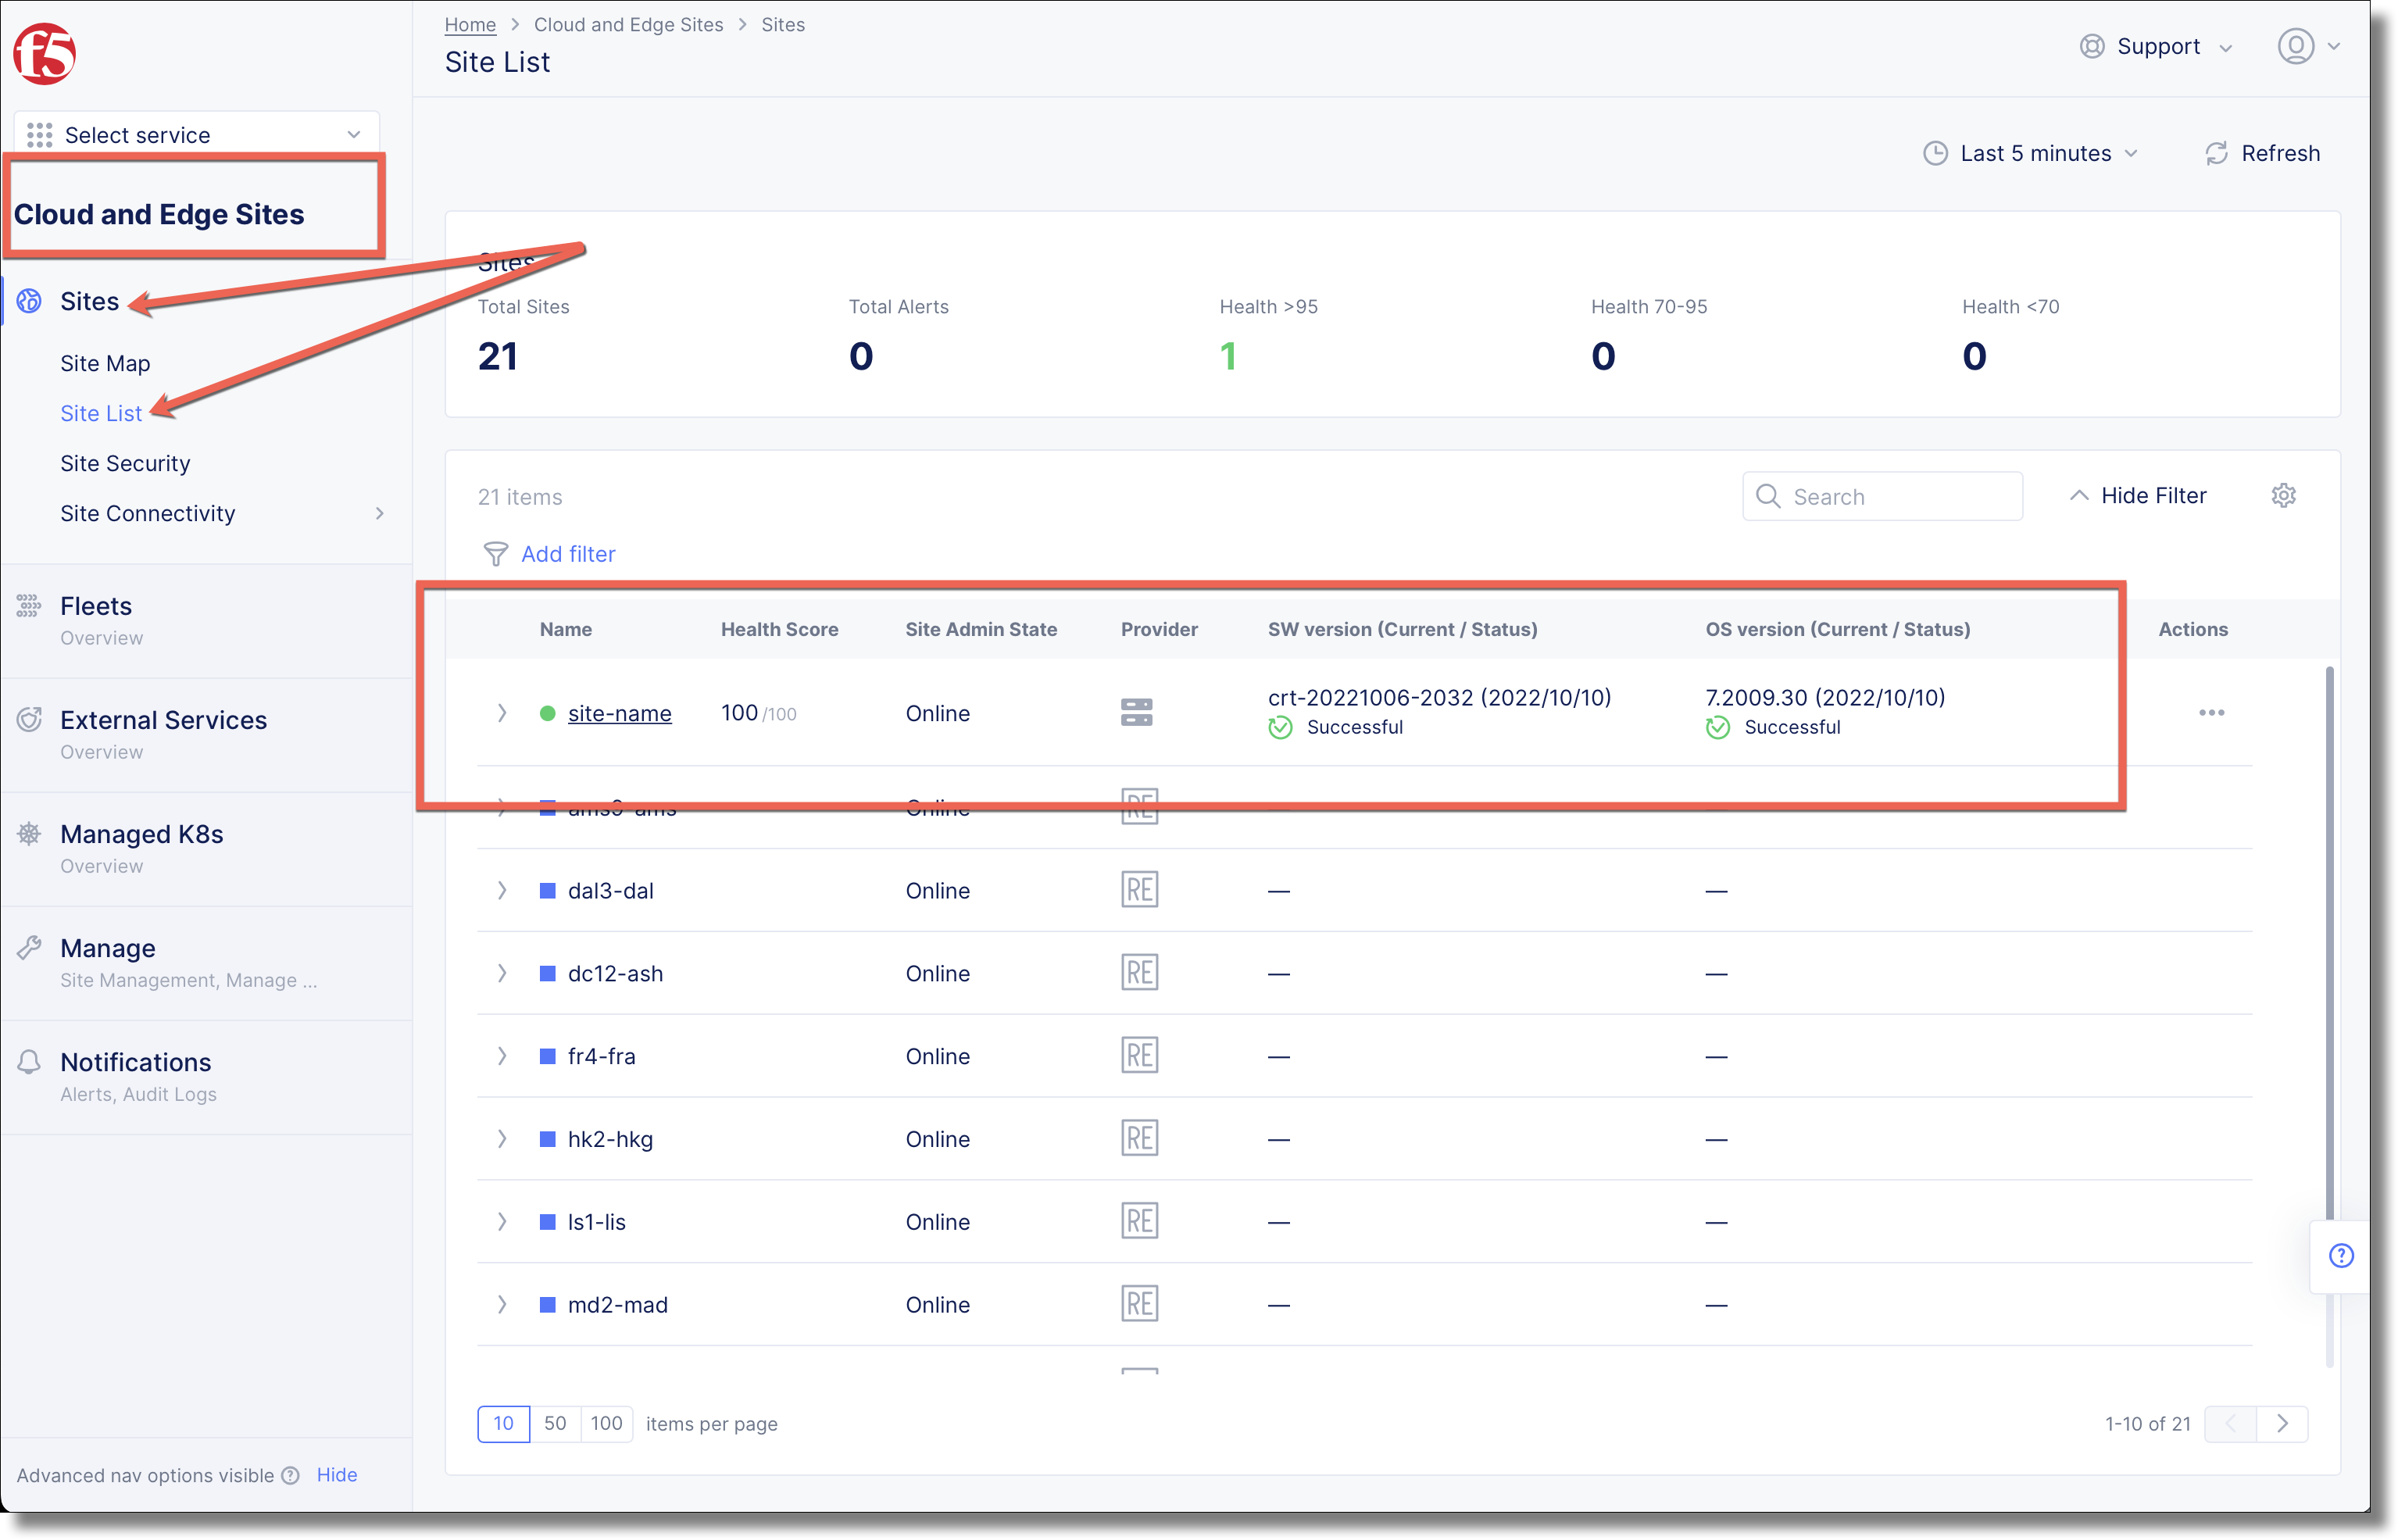 f5
Select service
Cloud and Edge Sites
Sites
Site Map
Site List
Site Security
Site Connectivity
Fleets
Overview
External Services
Overview
Managed K8s
Overview
Manage
Site Management, Manage ...
Notifications
Alerts, Audit Logs
Advanced nav options visible Hide
Home > Cloud and Edge Sites > Sites
Site List
Support
Last 5 minutes Refresh
Sites
Total Sites Total Alerts Health >95 Health 70-95 Health <70
21 0 1 0 0
21 items Search Hide Filter
Add filter
Name Health Score Site Admin State Provider SW version (Current / Status) OS version (Current / Status) Actions
site-name 100 /100 Online crt-20221006-2032 (2022/10/10) 7.2009.30 (2022/10/10)
Successful Successful
ams9-ams Online RE
dal3-dal Online RE — —
dc12-ash Online RE — —
fr4-fra Online RE — —
hk2-hkg Online RE — —
ls1-lis Online RE — —
md2-mad Online RE — —
10 50 100 items per page 1-10 of 21